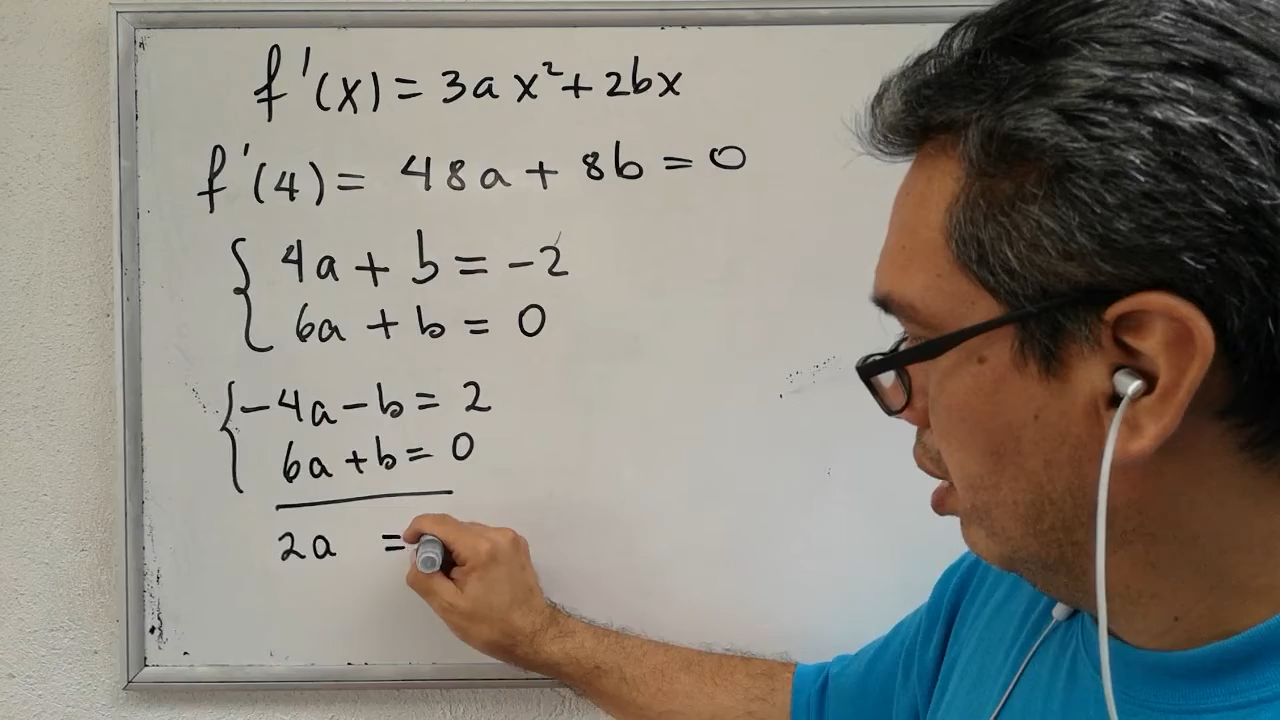 f'(x) = 3ax² + 2bx
f'(4) = 48a + 8b = 0
{ 4a + b = -2
6a + b = 0
{ -4a - b = 2
6a + b = 0
2a =